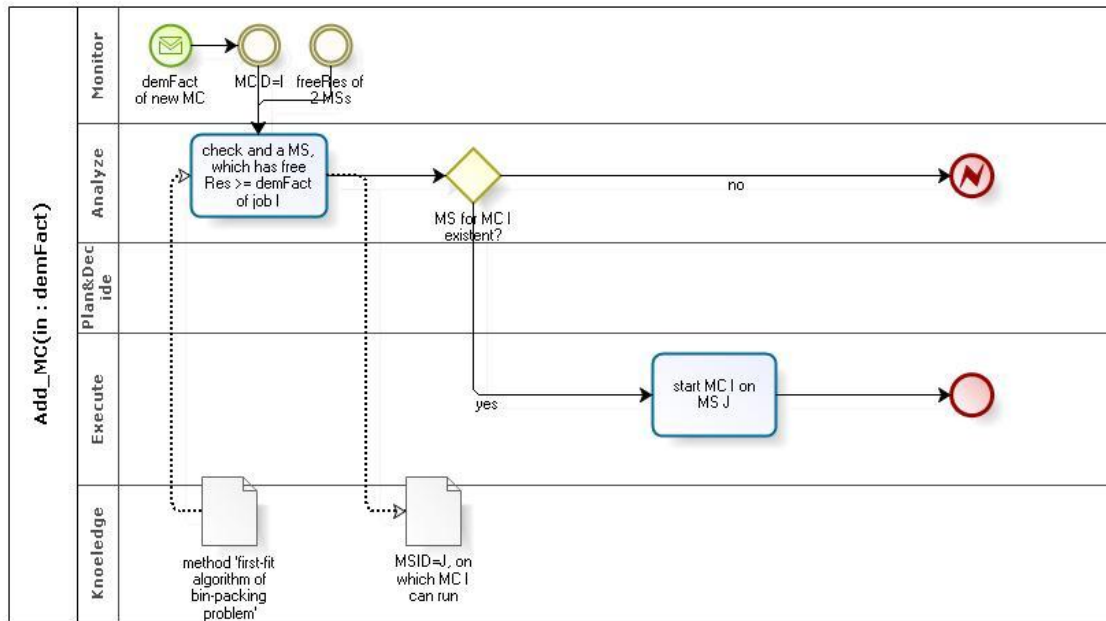 Add_MC(in : demFact)
Monitor
demFact
of new MC
MCID=I
freeRes of
2 MSs
Analyze
check and a MS,
which has free
Res >= demFact
of job I
MS for MC I
existent?
no
Plan&Dec
ide
Execute
yes
start MC I on
MS J
Knoeledge
method 'first-fit
algorithm of
bin-packing
problem'
MSID=J, on
which MC I
can run